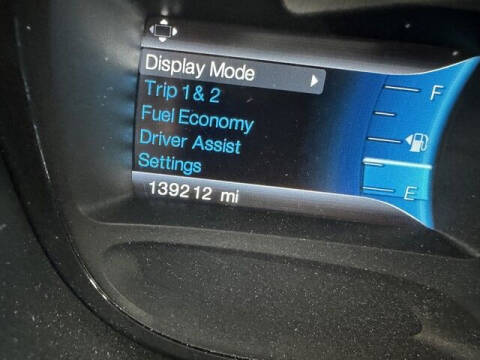 Display Mode
Trip 1 & 2
Fuel Economy
Driver Assist
Settings
139212 mi
F
E